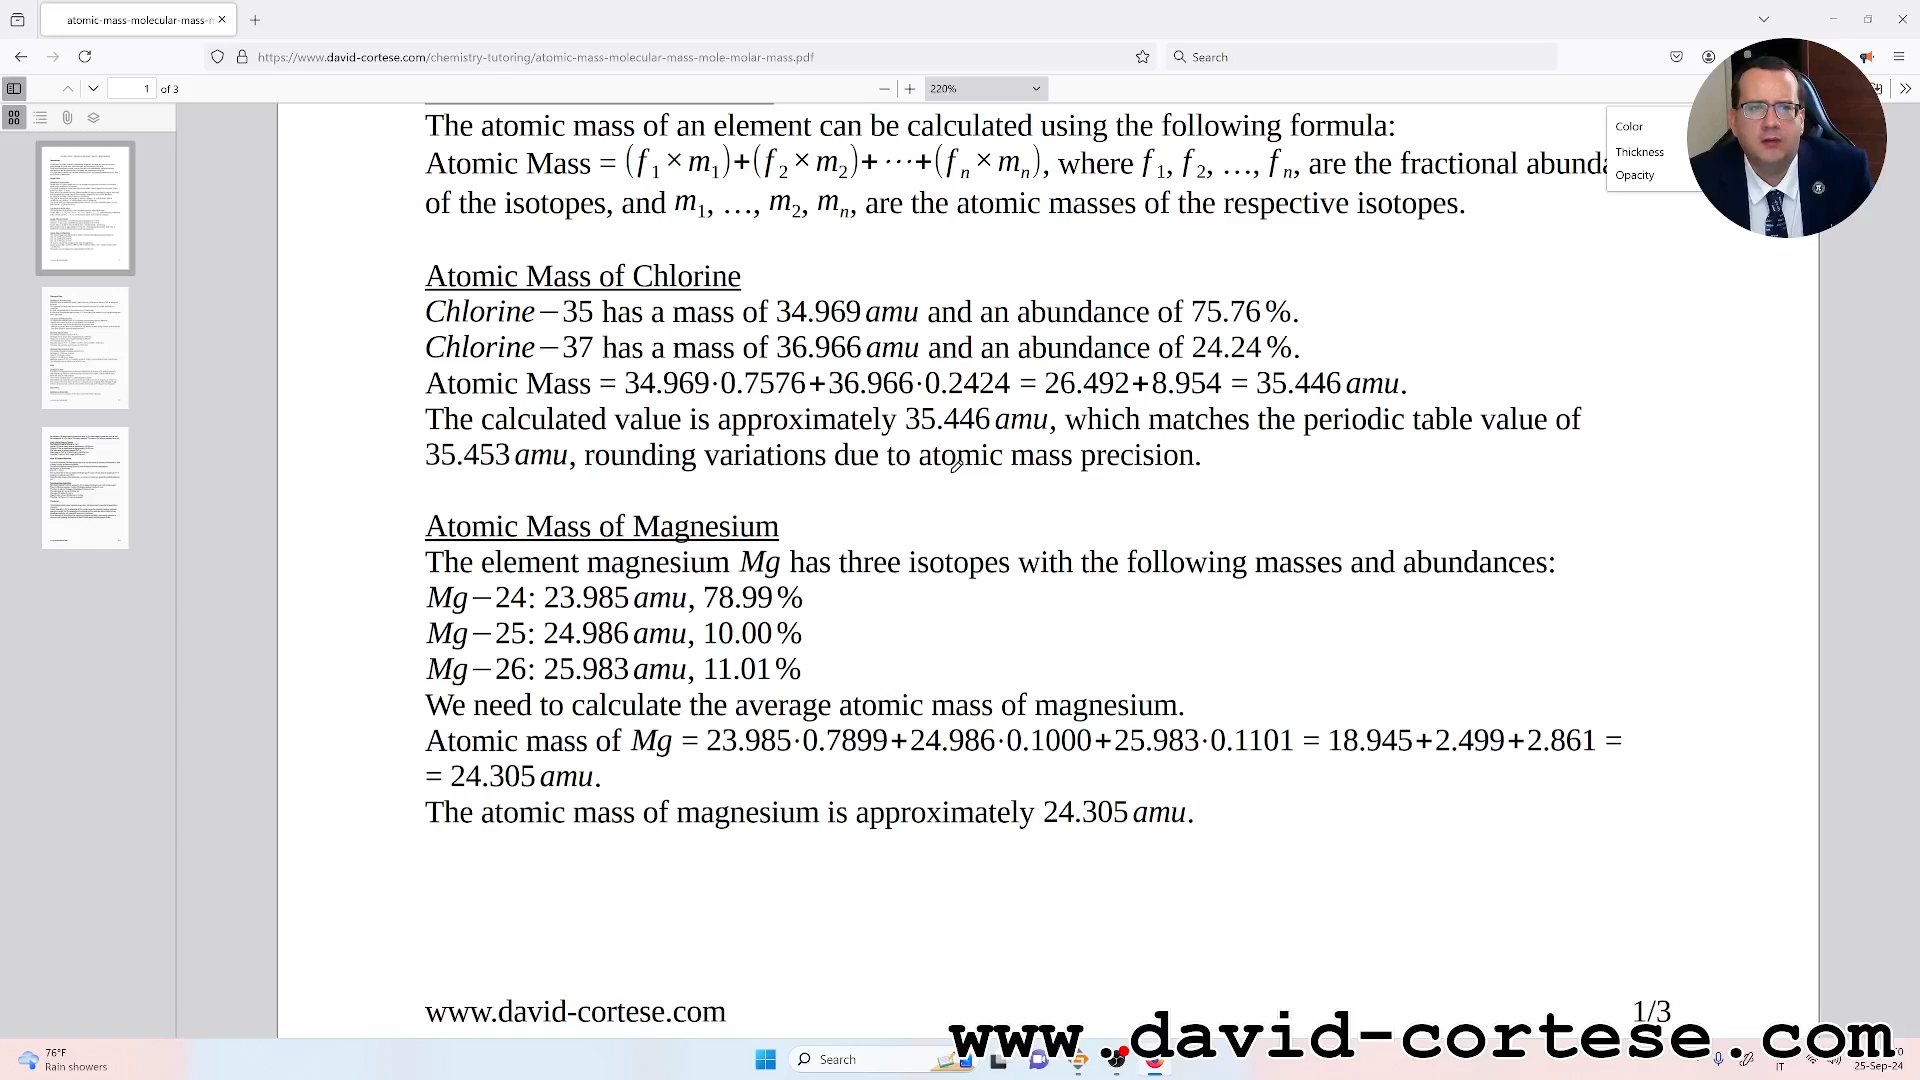 atomic-mass-molecular-mass-m
https://www.david-cortese.com/chemistry-tutoring/atomic-mass-molecular-mass-mole-molar-mass.pdf
Search
1 of 3
220%
Color
Thickness
Opacity
The atomic mass of an element can be calculated using the following formula:
Atomic Mass = (f₁×m₁)+(f₂×m₂)+⋯+(fₙ×mₙ), where f₁, f₂, …, fₙ, are the fractional abunda
of the isotopes, and m₁, …, m₂, mₙ, are the atomic masses of the respective isotopes.
Atomic Mass of Chlorine
Chlorine−35 has a mass of 34.969 amu and an abundance of 75.76 %.
Chlorine−37 has a mass of 36.966 amu and an abundance of 24.24 %.
Atomic Mass = 34.969·0.7576+36.966·0.2424 = 26.492+8.954 = 35.446 amu.
The calculated value is approximately 35.446 amu, which matches the periodic table value of
35.453 amu, rounding variations due to atomic mass precision.
Atomic Mass of Magnesium
The element magnesium Mg has three isotopes with the following masses and abundances:
Mg−24: 23.985 amu, 78.99 %
Mg−25: 24.986 amu, 10.00 %
Mg−26: 25.983 amu, 11.01 %
We need to calculate the average atomic mass of magnesium.
Atomic mass of Mg = 23.985·0.7899+24.986·0.1000+25.983·0.1101 = 18.945+2.499+2.861 =
= 24.305 amu.
The atomic mass of magnesium is approximately 24.305 amu.
www.david-cortese.com
1/3
www.david-cortese.com
76°F
Rain showers
Search
IT
25-Sep-24